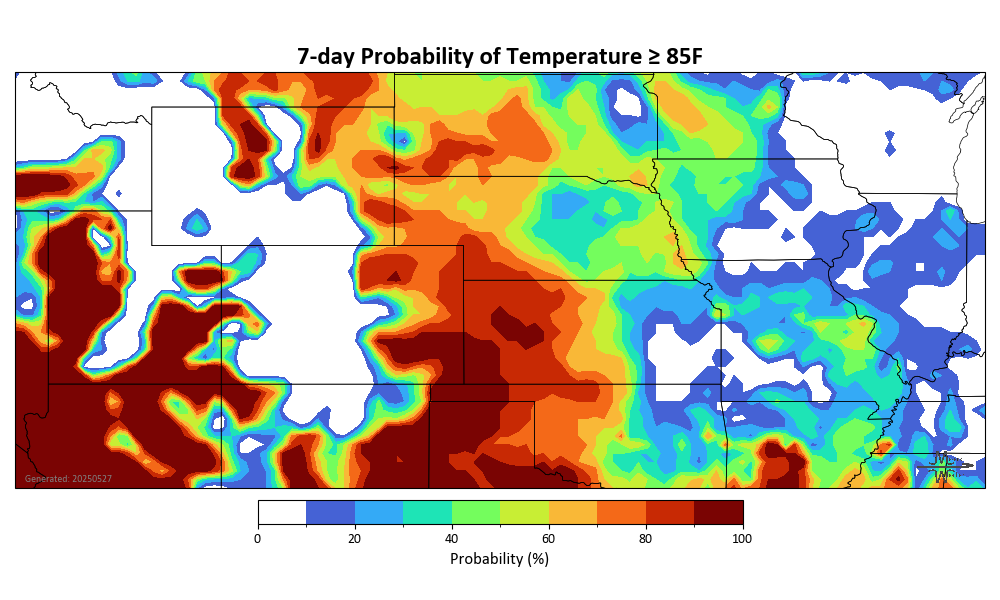 7-day Probability of Temperature ≥ 85F
Generated: 20250527
0 20 40 60 80 100
Probability (%)